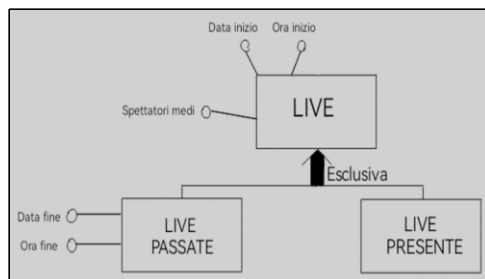 Data inizio
Ora inizio
Spettatori medi
LIVE
Esclusiva
Data fine
Ora fine
LIVE
PASSATE
LIVE
PRESENTE